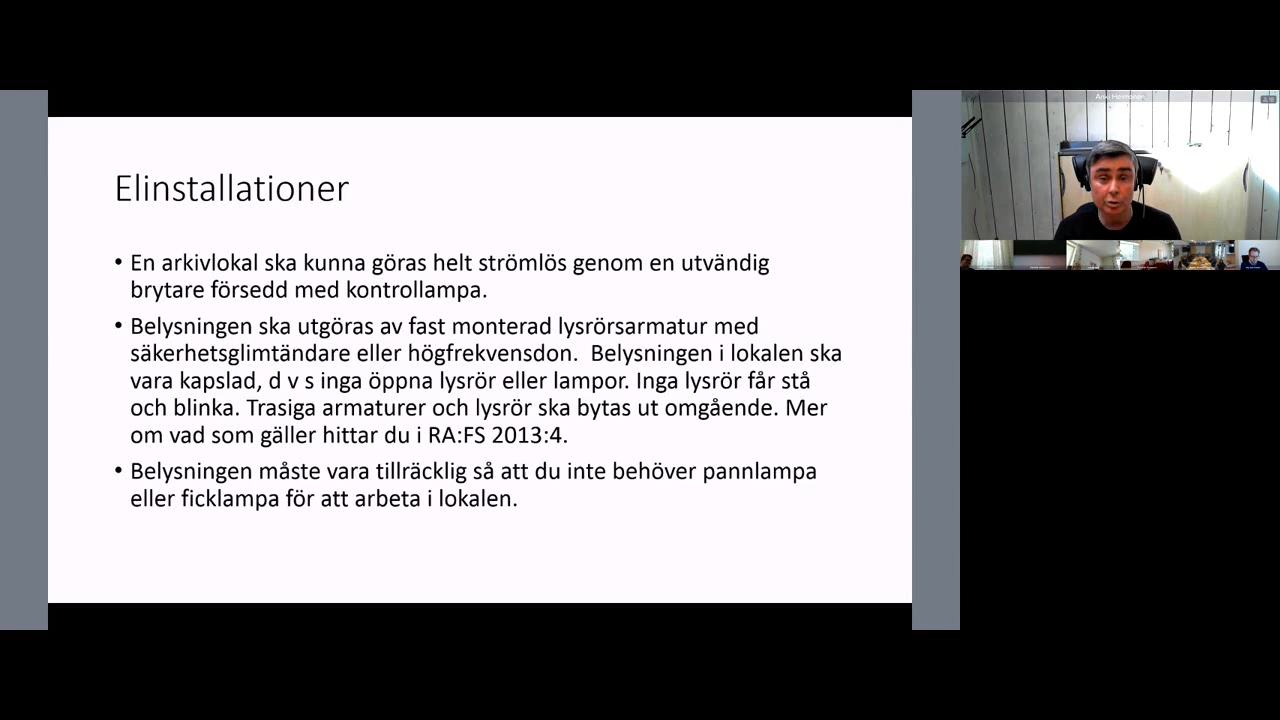 Elinstallationer
• En arkivlokal ska kunna göras helt strömlös genom en utvändig
brytare försedd med kontrollampa.
• Belysningen ska utgöras av fast monterad lysrörsarmatur med
säkerhetsglimtändare eller högfrekvensdon.  Belysningen i lokalen ska
vara kapslad, d v s inga öppna lysrör eller lampor. Inga lysrör får stå
och blinka. Trasiga armaturer och lysrör ska bytas ut omgående. Mer
om vad som gäller hittar du i RA:FS 2013:4.
• Belysningen måste vara tillräcklig så att du inte behöver pannlampa
eller ficklampa för att arbeta i lokalen.